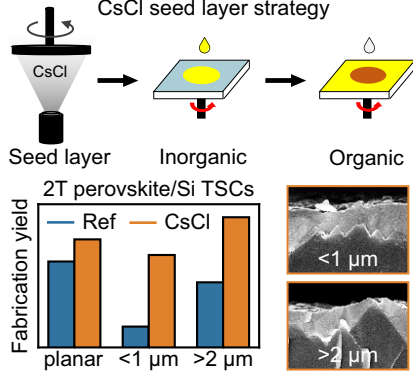 CsCl seed layer strategy
CsCl
Seed layer
Inorganic
Organic
2T perovskite/Si TSCs
Ref
CsCl
Fabrication yield
planar
<1 µm
>2 µm
<1 µm
>2 µm